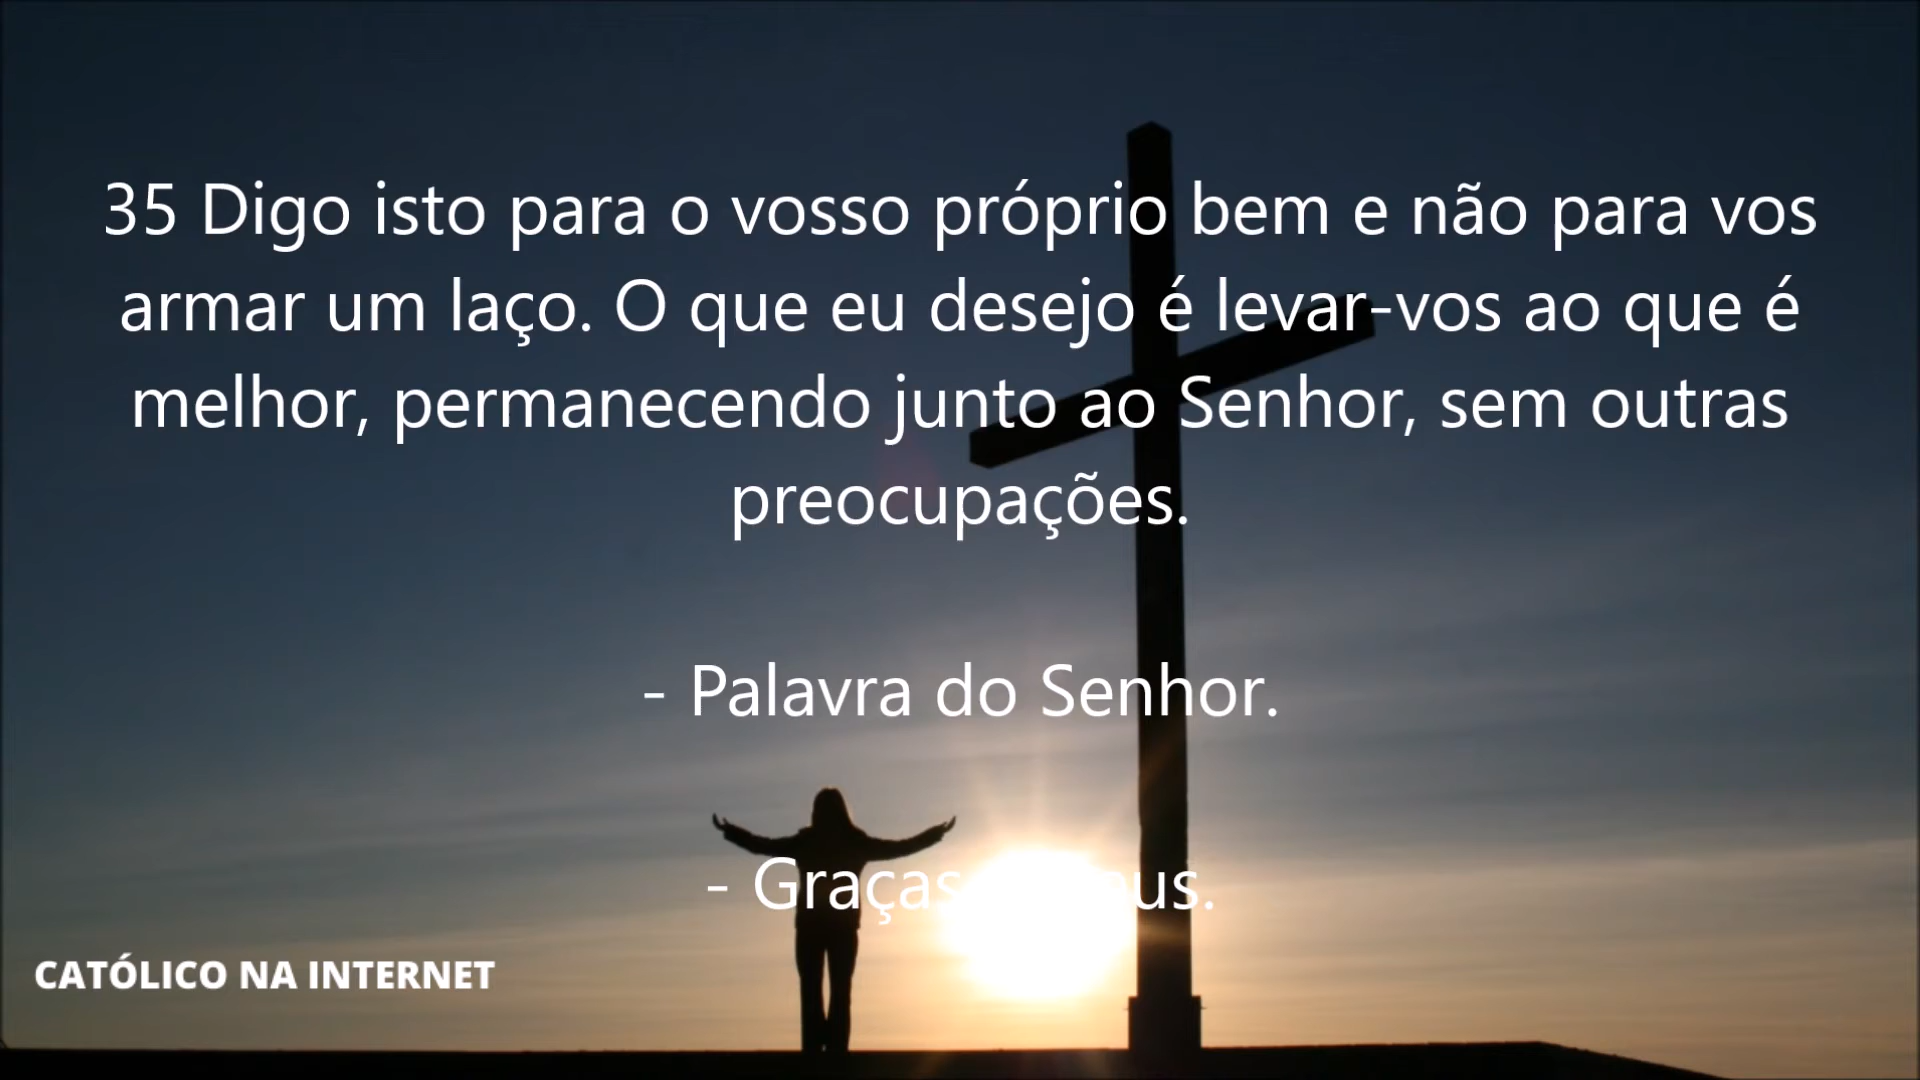 35 Digo isto para o vosso próprio bem e não para vos
armar um laço. O que eu desejo é levar-vos ao que é
melhor, permanecendo junto ao Senhor, sem outras
preocupações.
- Palavra do Senhor.
- Graças
CATÓLICO NA INTERNET